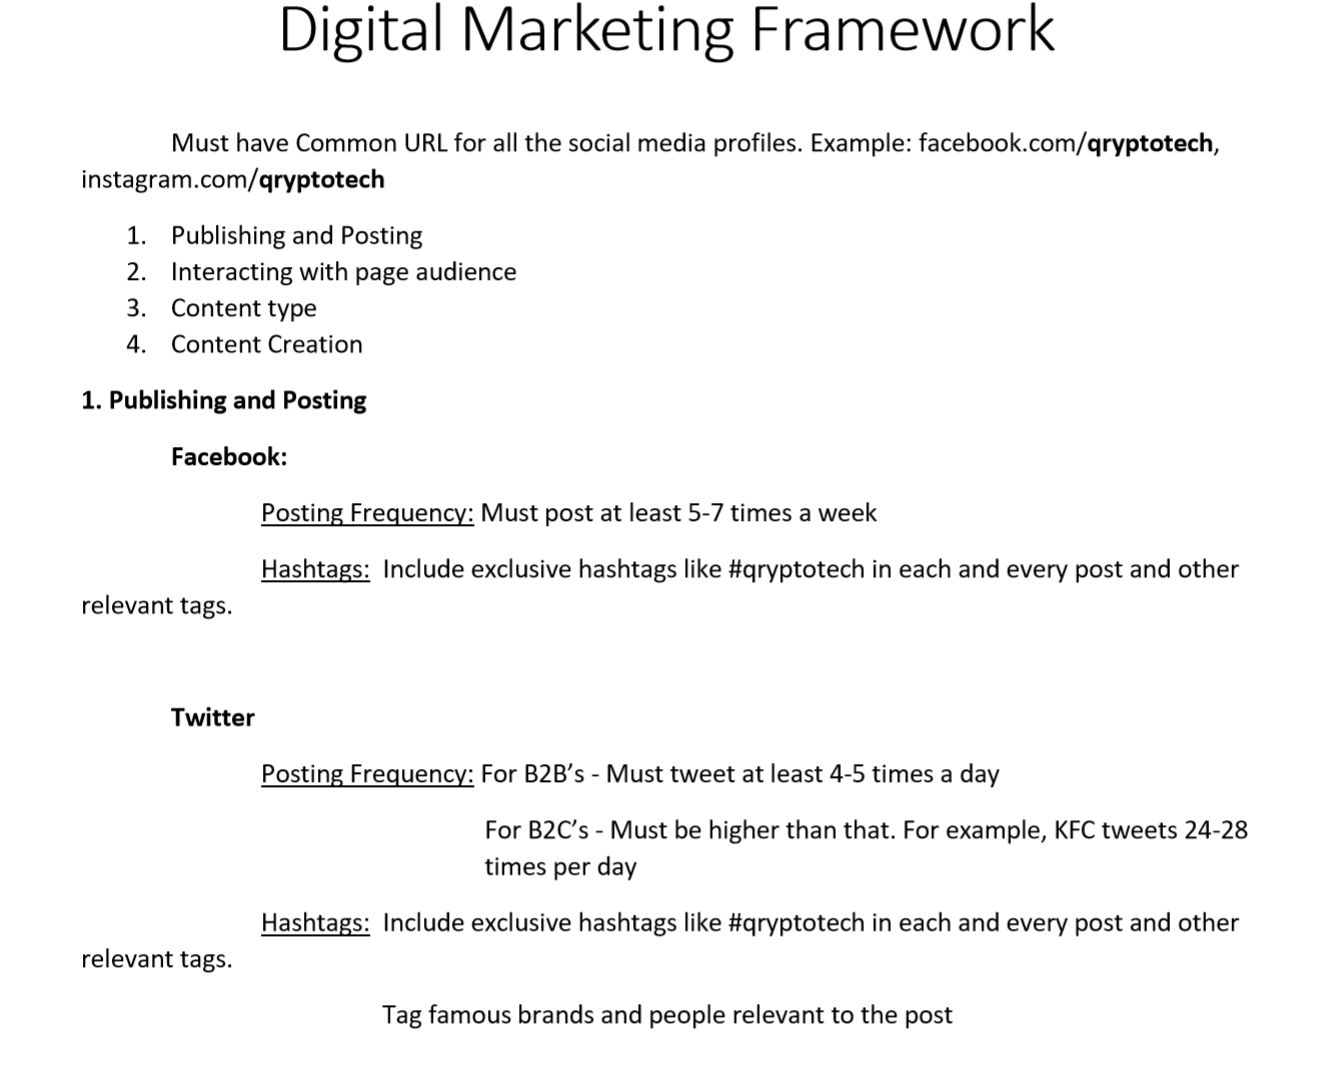 Digital Marketing Framework
Must have Common URL for all the social media profiles. Example: facebook.com/qryptotech,
instagram.com/qryptotech
1. Publishing and Posting
2. Interacting with page audience
3. Content type
4. Content Creation
1. Publishing and Posting
Facebook:
Posting Frequency: Must post at least 5-7 times a week
Hashtags:  Include exclusive hashtags like #qryptotech in each and every post and other
relevant tags.
Twitter
Posting Frequency: For B2B’s - Must tweet at least 4-5 times a day
For B2C’s - Must be higher than that. For example, KFC tweets 24-28
times per day
Hashtags:  Include exclusive hashtags like #qryptotech in each and every post and other
relevant tags.
Tag famous brands and people relevant to the post